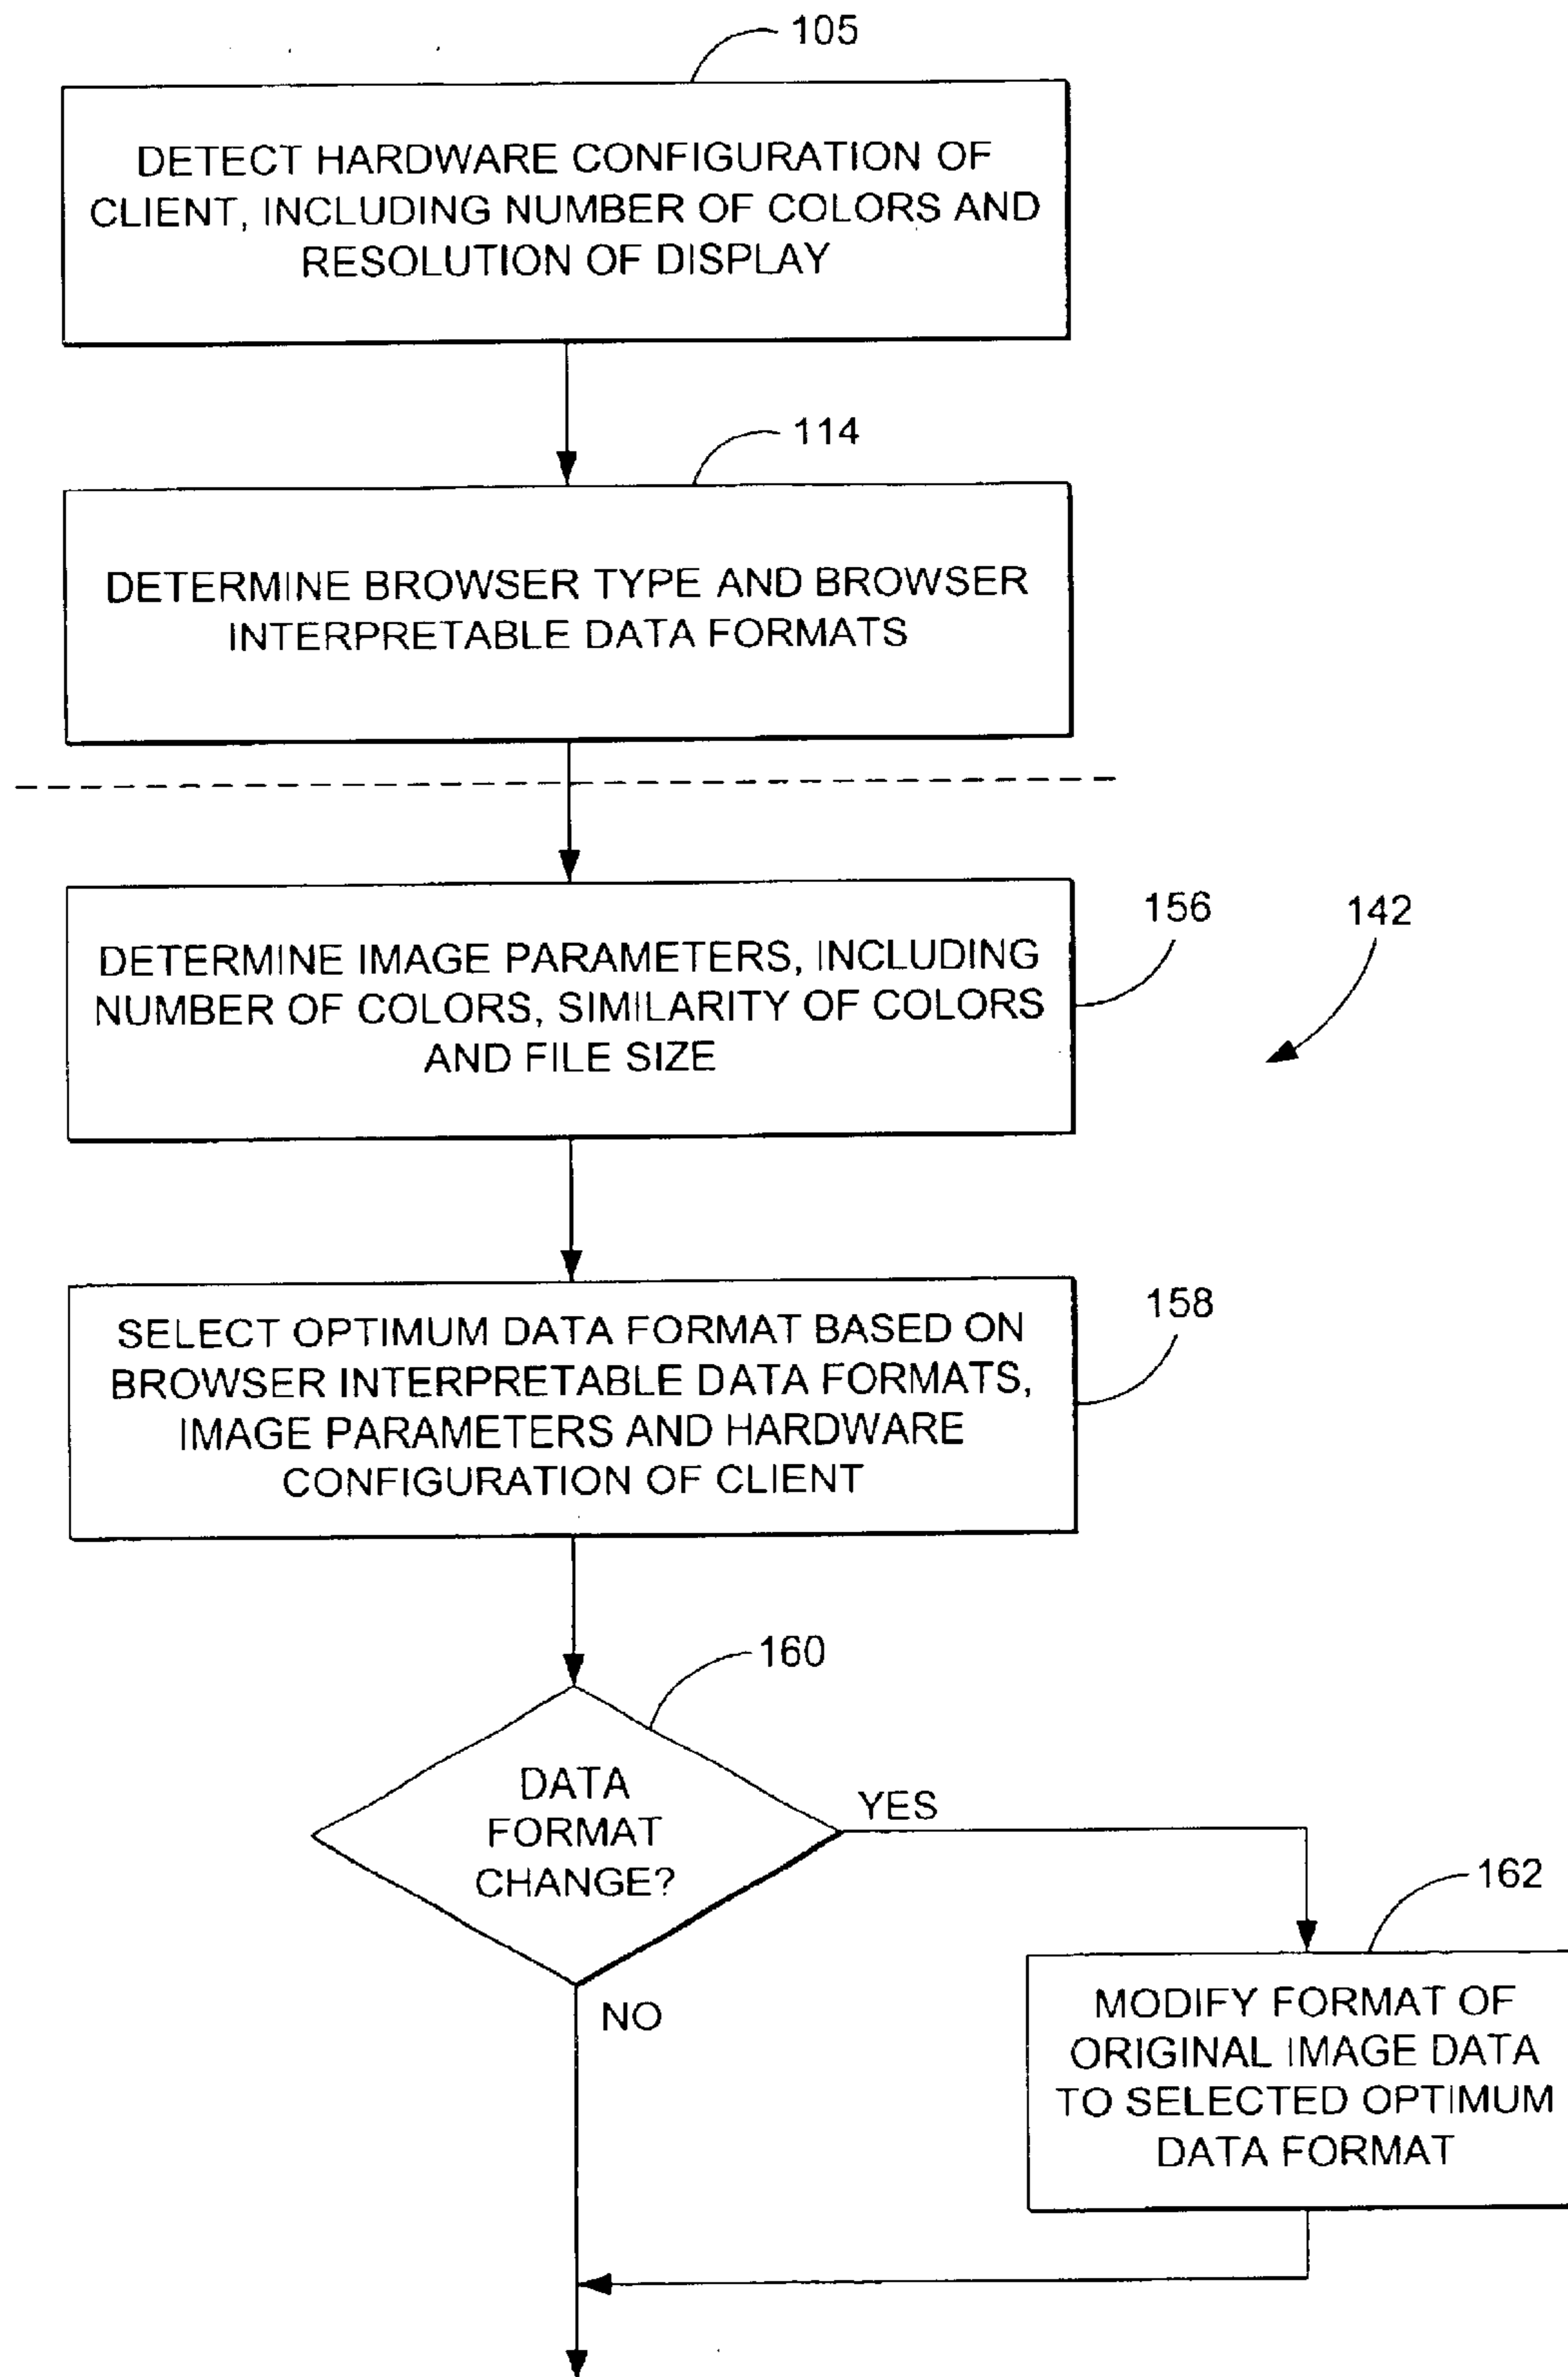 105
DETECT HARDWARE CONFIGURATION OF
CLIENT, INCLUDING NUMBER OF COLORS AND
RESOLUTION OF DISPLAY
114
DETERMINE BROWSER TYPE AND BROWSER
INTERPRETABLE DATA FORMATS
156
142
DETERMINE IMAGE PARAMETERS, INCLUDING
NUMBER OF COLORS, SIMILARITY OF COLORS
AND FILE SIZE
158
SELECT OPTIMUM DATA FORMAT BASED ON
BROWSER INTERPRETABLE DATA FORMATS,
IMAGE PARAMETERS AND HARDWARE
CONFIGURATION OF CLIENT
160
DATA
FORMAT
CHANGE?
YES
NO
162
MODIFY FORMAT OF
ORIGINAL IMAGE DATA
TO SELECTED OPTIMUM
DATA FORMAT